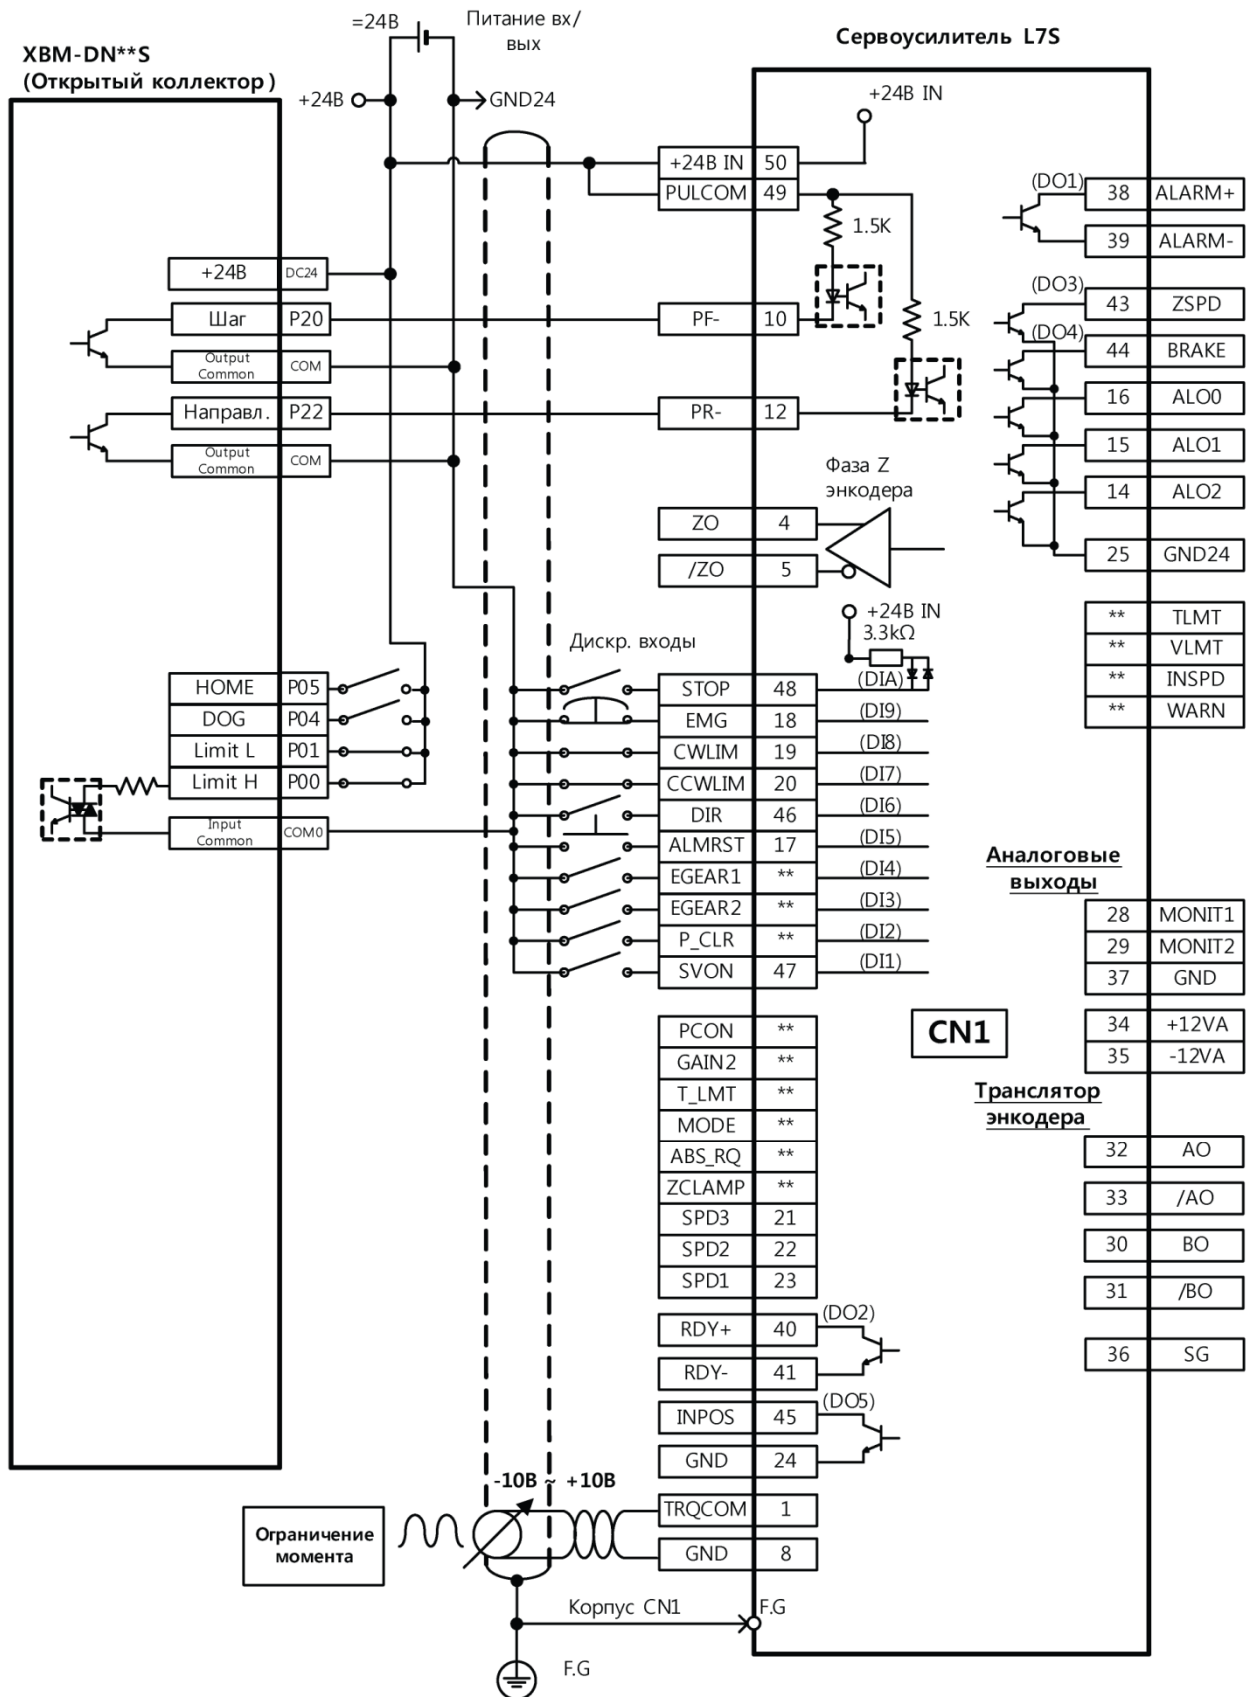 =24В
Питание вх/
вых
XBM-DN**S
(Открытый коллектор)
Сервоусилитель L7S
+24В
GND24
+24В IN
+24В IN 50
PULCOM 49
1.5K
1.5K
(DO1)
38 ALARM+
39 ALARM-
+24В DC24
Шаг P20
Output
Common
COM
Направл. P22
Output
Common
COM
PF- 10
PR- 12
(DO3)
43 ZSPD
(DO4)
44 BRAKE
16 ALO0
15 ALO1
14 ALO2
25 GND24
Фаза Z
энкодера
ZO 4
/ZO 5
** TLMT
** VLMT
** INSPD
** WARN
+24В IN
3.3kΩ
Дискр. входы
HOME P05
DOG P04
Limit L P01
Limit H P00
Input
Common
COM0
STOP 48 (DIA)
EMG 18 (DI9)
CWLIM 19 (DI8)
CCWLIM 20 (DI7)
DIR 46 (DI6)
ALMRST 17 (DI5)
EGEAR1 ** (DI4)
EGEAR2 ** (DI3)
P_CLR ** (DI2)
SVON 47 (DI1)
Аналоговые
выходы
28 MONIT1
29 MONIT2
37 GND
34 +12VA
35 -12VA
CN1
PCON **
GAIN2 **
T_LMT **
MODE **
ABS_RQ **
ZCLAMP **
SPD3 21
SPD2 22
SPD1 23
Транслятор
энкодера
32 AO
33 /AO
30 BO
31 /BO
36 SG
RDY+ 40 (DO2)
RDY- 41
INPOS 45 (DO5)
GND 24
-10В ~ +10В
TRQCOM 1
GND 8
Ограничение
момента
Корпус CN1
F.G
F.G